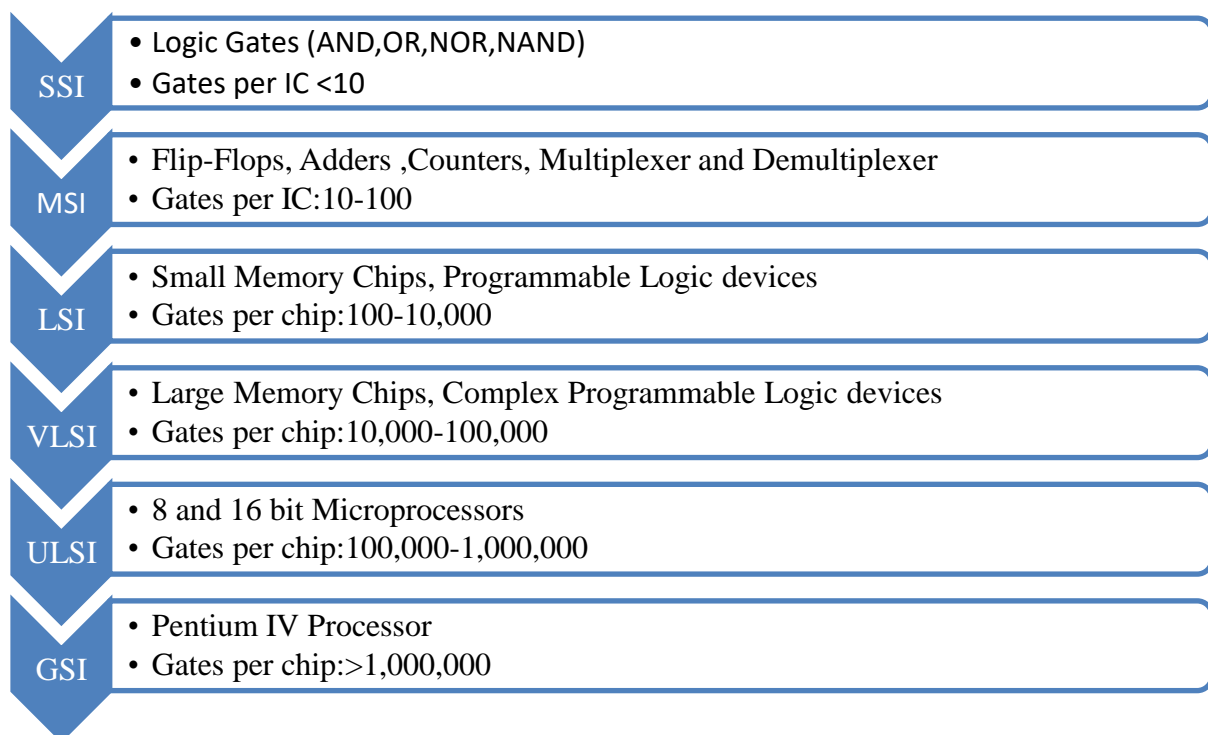 SSI
• Logic Gates (AND,OR,NOR,NAND)
• Gates per IC <10
MSI
• Flip-Flops, Adders ,Counters, Multiplexer and Demultiplexer
• Gates per IC:10-100
LSI
• Small Memory Chips, Programmable Logic devices
• Gates per chip:100-10,000
VLSI
• Large Memory Chips, Complex Programmable Logic devices
• Gates per chip:10,000-100,000
ULSI
• 8 and 16 bit Microprocessors
• Gates per chip:100,000-1,000,000
GSI
• Pentium IV Processor
• Gates per chip:>1,000,000